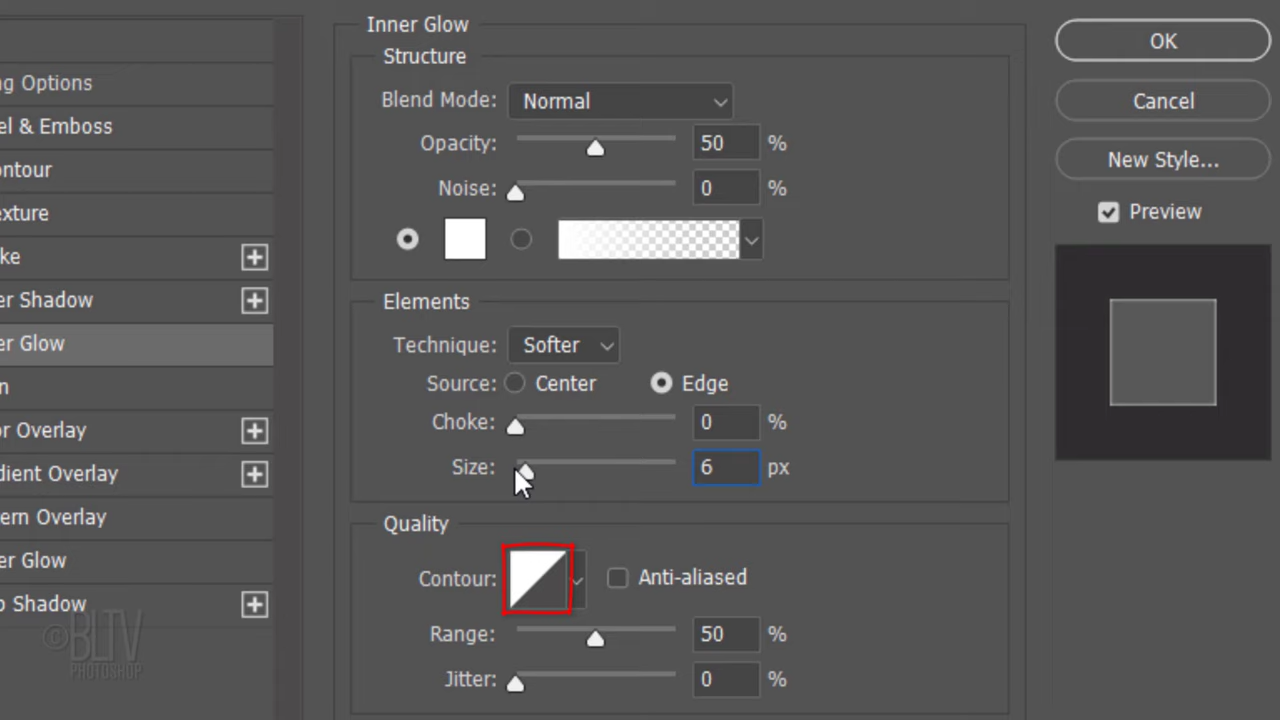 ng Options
el & Emboss
ontour
exture
ke
er Shadow
er Glow
n
or Overlay
dient Overlay
ern Overlay
er Glow
p Shadow
©BLTV
PHOTOSHOP
Inner Glow
Structure
Blend Mode: Normal
Opacity: 50 %
Noise: 0 %
Elements
Technique: Softer
Source: Center Edge
Choke: 0 %
Size: 6 px
Quality
Contour: Anti-aliased
Range: 50 %
Jitter: 0 %
OK
Cancel
New Style...
Preview